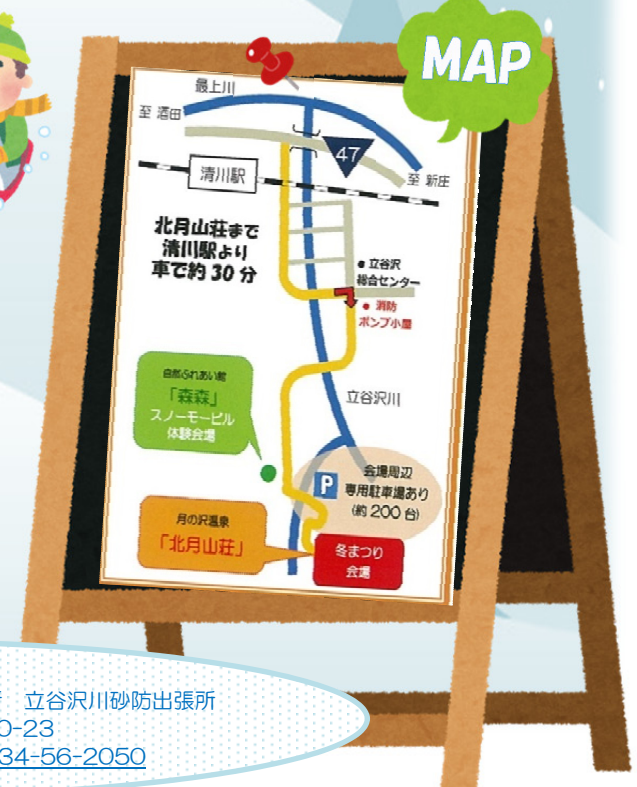 MAP
最上川
至 酒田
47
至 新庄
清川駅
北月山荘まで
清川駅より
車で約30分
● 立谷沢
総合センター
● 消防
ポンプ小屋
自然ふれあい館
「森森」
スノーモービル
体験会場
立谷沢川
P
会場周辺
専用駐車場あり
(約200台)
月の沢温泉
「北月山荘」
冬まつり
会場
立谷沢川砂防出張所
0-23
34-56-2050